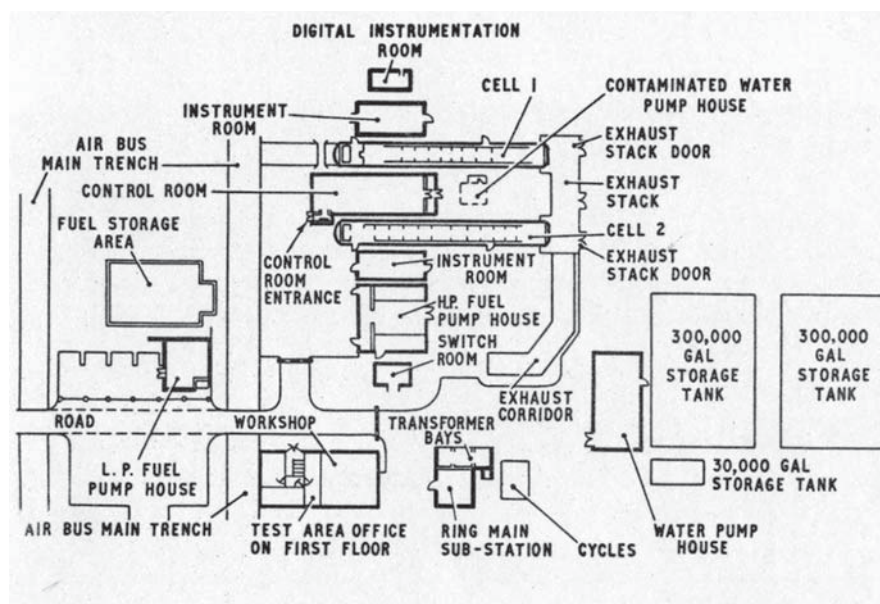 DIGITAL INSTRUMENTATION
ROOM
CELL 1
CONTAMINATED WATER
PUMP HOUSE
INSTRUMENT
ROOM
AIR BUS
MAIN TRENCH
EXHAUST
STACK DOOR
CONTROL ROOM
EXHAUST
STACK
FUEL STORAGE
AREA
CELL 2
CONTROL
ROOM
ENTRANCE
INSTRUMENT
ROOM
EXHAUST
STACK DOOR
H.P. FUEL
PUMP HOUSE
SWITCH
ROOM
300,000
GAL
STORAGE
TANK
300,000
GAL
STORAGE
TANK
EXHAUST
CORRIDOR
ROAD
WORKSHOP
TRANSFORMER
BAYS
L. P. FUEL
PUMP HOUSE
30,000 GAL
STORAGE TANK
AIR BUS MAIN TRENCH
TEST AREA OFFICE
ON FIRST FLOOR
RING MAIN
SUB-STATION
CYCLES
WATER PUMP
HOUSE